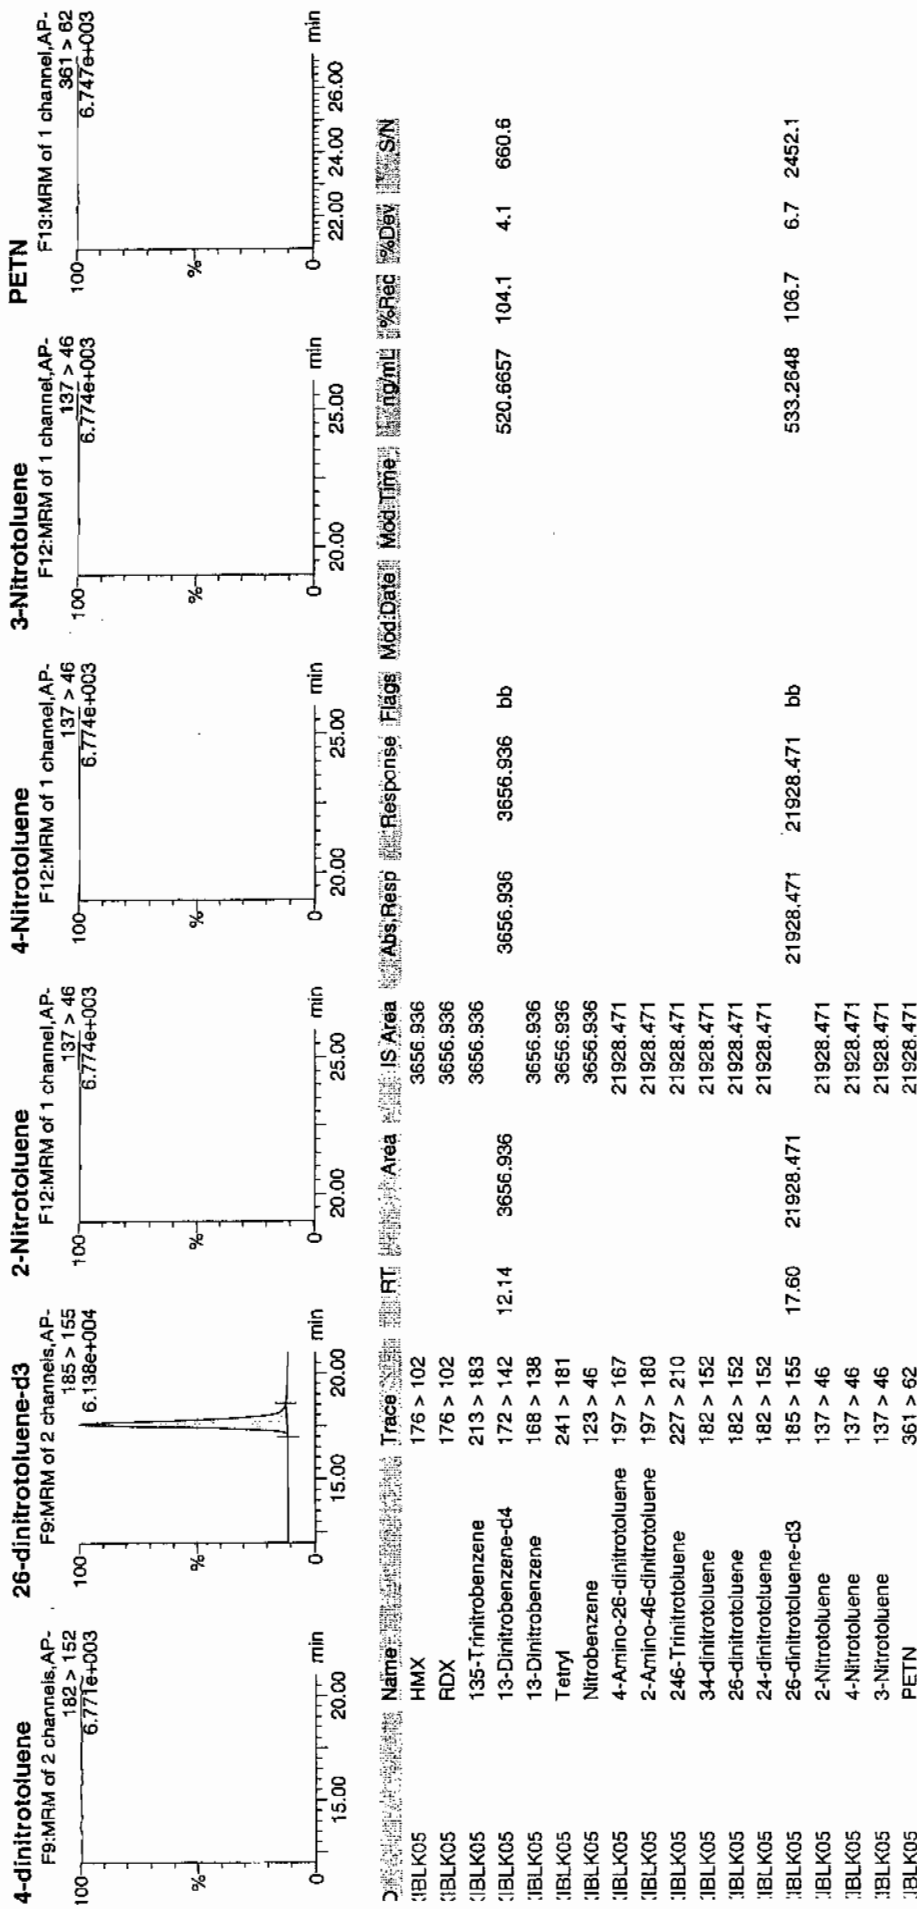 4-dinitrotoluene
F9:MRM of 2 channels,AP-
182 > 152
6.771e+003
100
%
0
15.00 20.00 min
26-dinitrotoluene-d3
F9:MRM of 2 channels,AP-
185 > 155
6.138e+004
100
%
0
15.00 20.00 min
2-Nitrotoluene
F12:MRM of 1 channel,AP-
137 > 46
6.774e+003
100
%
0
20.00 25.00 min
4-Nitrotoluene
F12:MRM of 1 channel,AP-
137 > 46
6.774e+003
100
%
0
20.00 25.00 min
3-Nitrotoluene
F12:MRM of 1 channel,AP-
137 > 46
6.774e+003
100
%
0
20.00 25.00 min
PETN
F13:MRM of 1 channel,AP-
361 > 62
6.747e+003
100
%
0
22.00 24.00 26.00 min
Name Trace RT Area IS Area Abs.Resp Response Flags Mod.Date Mod.Time ng/mL %Rec %Dev S/N
IBLK05 HMX 176 > 102 3656.936
IBLK05 RDX 176 > 102 3656.936
IBLK05 135-Trinitrobenzene 213 > 183 3656.936
IBLK05 13-Dinitrobenzene-d4 172 > 142 12.14 3656.936 3656.936 3656.936 bb 520.6657 104.1 4.1 660.6
IBLK05 13-Dinitrobenzene 168 > 138 3656.936
IBLK05 Tetryl 241 > 181 3656.936
IBLK05 Nitrobenzene 123 > 46 3656.936
IBLK05 4-Amino-26-dinitrotoluene 197 > 167 21928.471
IBLK05 2-Amino-46-dinitrotoluene 197 > 180 21928.471
IBLK05 246-Trinitrotoluene 227 > 210 21928.471
IBLK05 34-dinitrotoluene 182 > 152 21928.471
IBLK05 26-dinitrotoluene 182 > 152 21928.471
IBLK05 24-dinitrotoluene 182 > 152 21928.471
IBLK05 26-dinitrotoluene-d3 185 > 155 17.60 21928.471 21928.471 21928.471 bb 533.2648 106.7 6.7 2452.1
IBLK05 2-Nitrotoluene 137 > 46 21928.471
IBLK05 4-Nitrotoluene 137 > 46 21928.471
IBLK05 3-Nitrotoluene 137 > 46 21928.471
IBLK05 PETN 361 > 62 21928.471